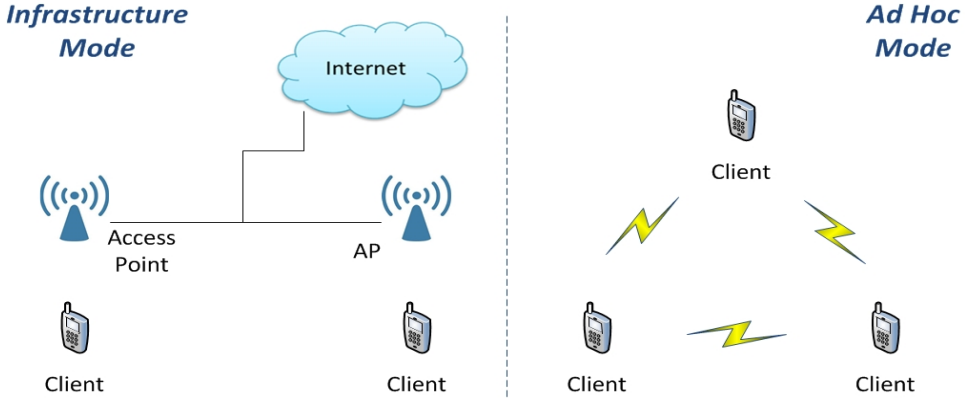 Infrastructure
Mode
Internet
Access
Point
AP
Client
Client
Ad Hoc
Mode
Client
Client
Client